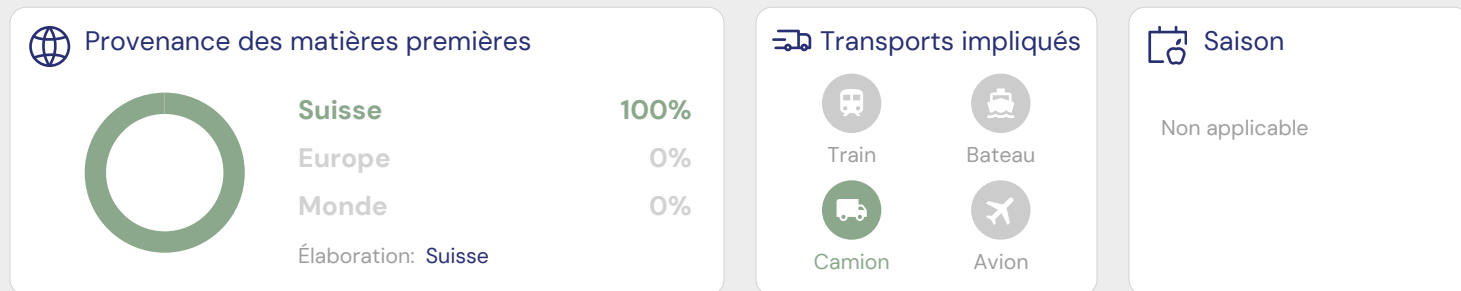 Provenance des matières premières
Suisse 100%
Europe 0%
Monde 0%
Élaboration: Suisse
Transports impliqués
Train Bateau
Camion Avion
Saison
Non applicable